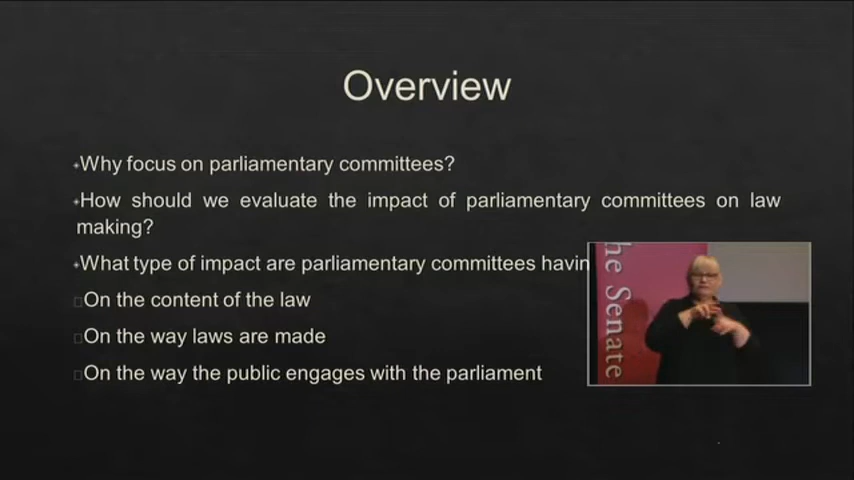 Overview
Why focus on parliamentary committees?
How should we evaluate the impact of parliamentary committees on law
making?
What type of impact are parliamentary committees havin
On the content of the law
On the way laws are made
On the way the public engages with the parliament
he Senate